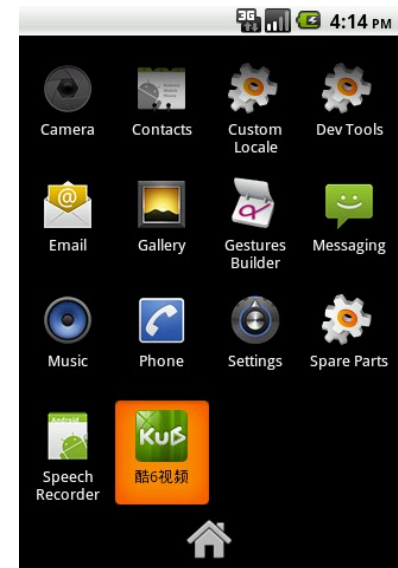 3G 4:14 PM
Camera Contacts Custom Locale Dev Tools
Email Gallery Gestures Builder Messaging
Music Phone Settings Spare Parts
Android
Speech Recorder
Ku6
酷6视频